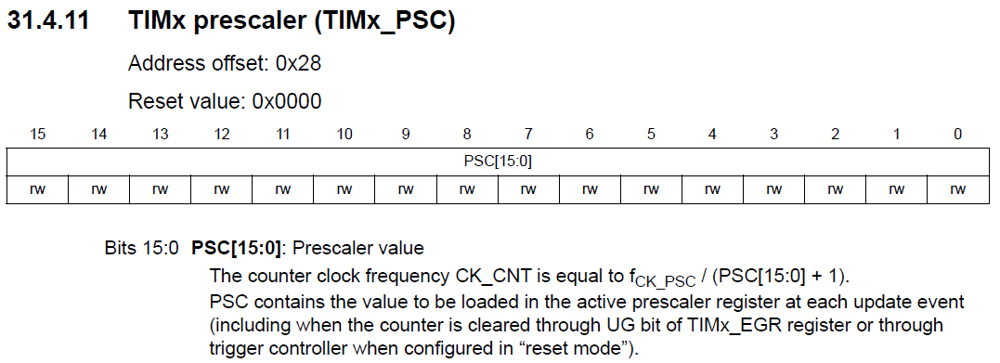 31.4.11 TIMx prescaler (TIMx_PSC)
Address offset: 0x28
Reset value: 0x0000
15 14 13 12 11 10 9 8 7 6 5 4 3 2 1 0
PSC[15:0]
rw rw rw rw rw rw rw rw rw rw rw rw rw rw rw rw
Bits 15:0 PSC[15:0]: Prescaler value
The counter clock frequency CK_CNT is equal to fCK_PSC / (PSC[15:0] + 1).
PSC contains the value to be loaded in the active prescaler register at each update event
(including when the counter is cleared through UG bit of TIMx_EGR register or through
trigger controller when configured in “reset mode”).